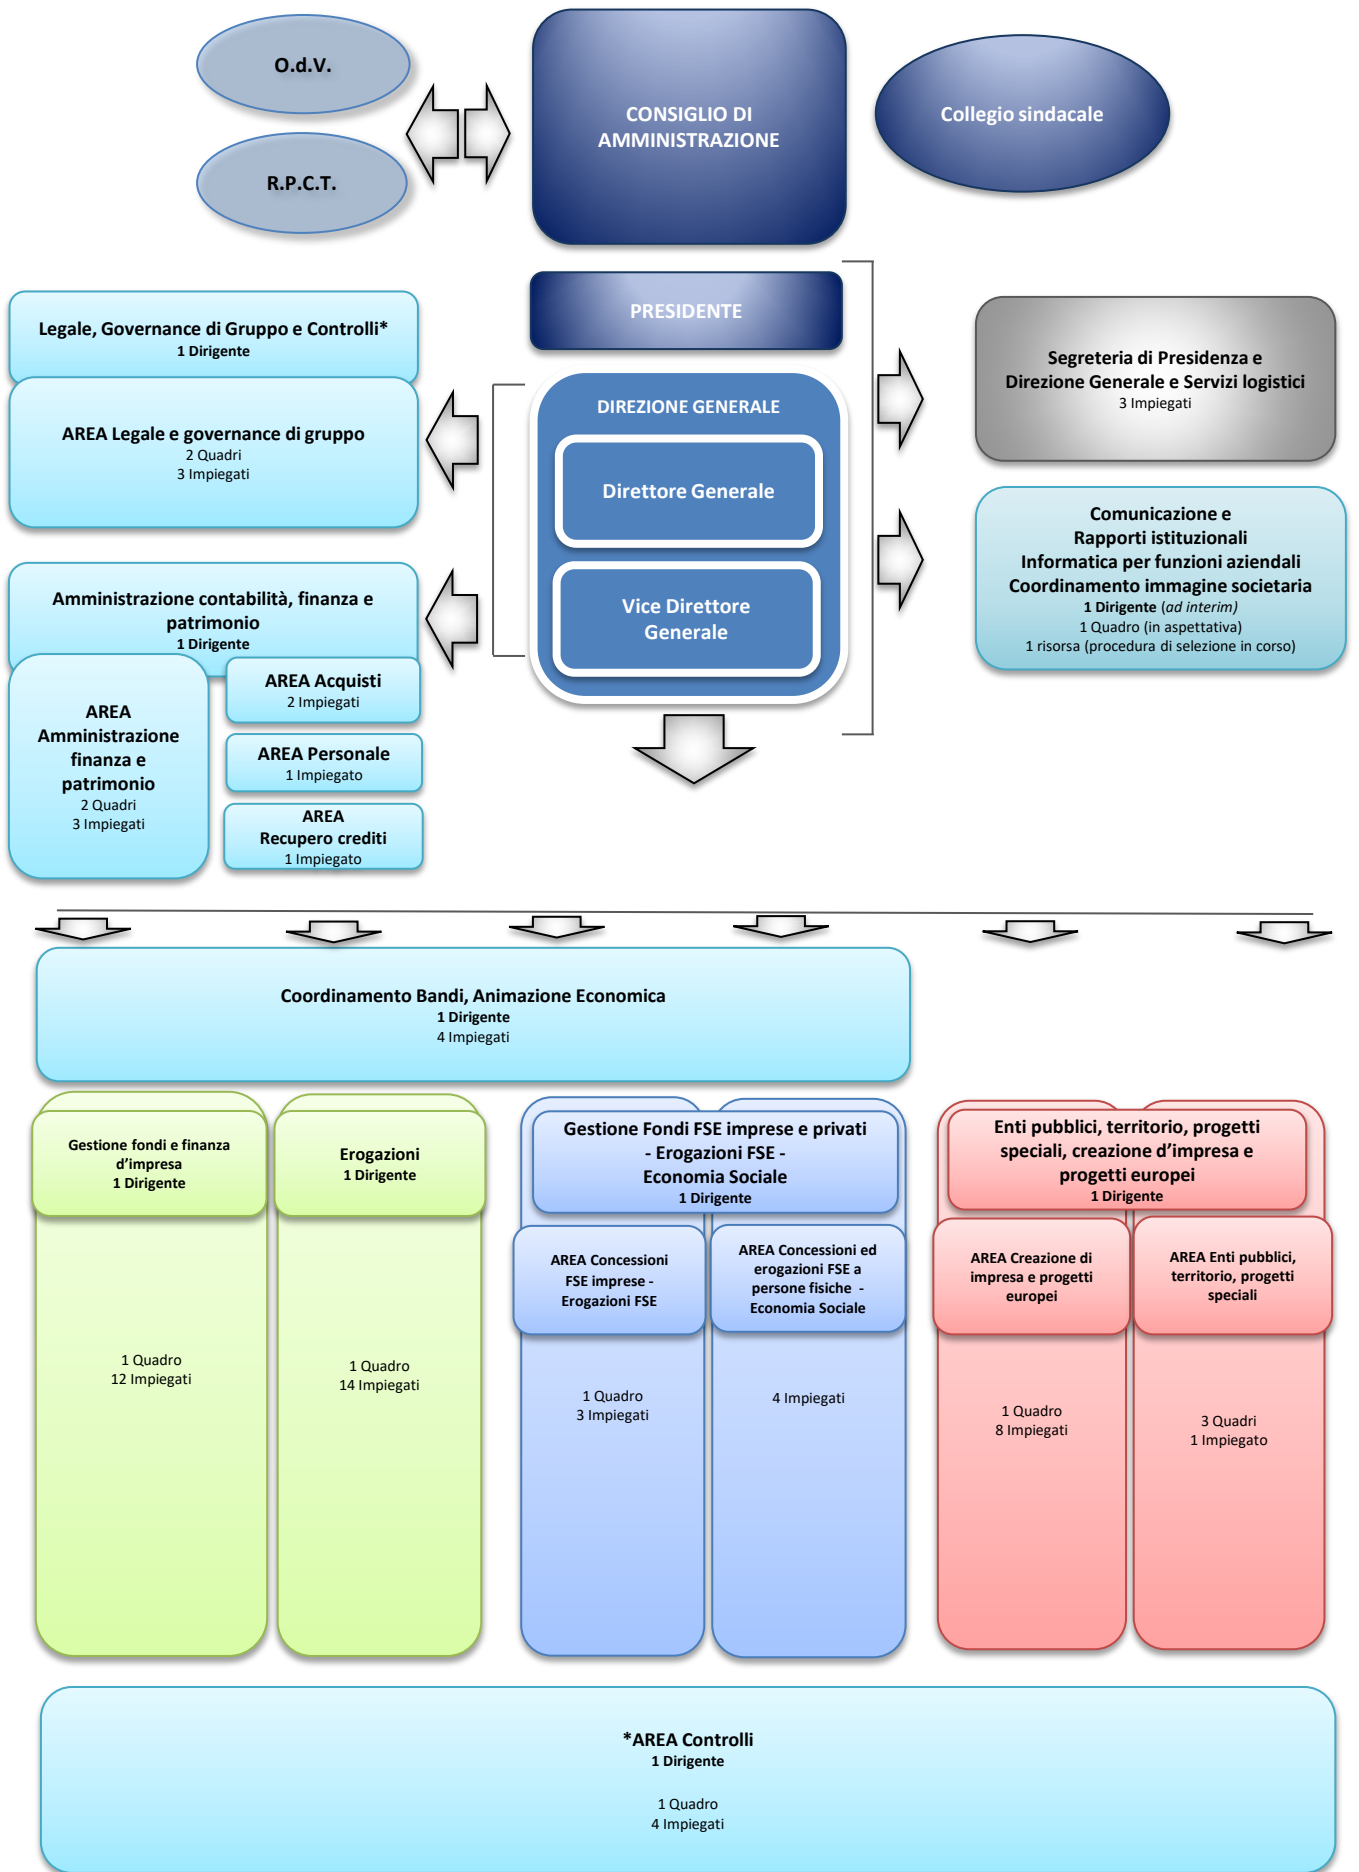 O.d.V.
R.P.C.T.
CONSIGLIO DI
AMMINISTRAZIONE
Collegio sindacale
PRESIDENTE
Legale, Governance di Gruppo e Controlli*
1 Dirigente
AREA Legale e governance di gruppo
2 Quadri
3 Impiegati
DIREZIONE GENERALE
Direttore Generale
Vice Direttore
Generale
Segreteria di Presidenza e
Direzione Generale e Servizi logistici
3 Impiegati
Comunicazione e
Rapporti istituzionali
Informatica per funzioni aziendali
Coordinamento immagine societaria
1 Dirigente (ad interim)
1 Quadro (in aspettativa)
1 risorsa (procedura di selezione in corso)
Amministrazione contabilità, finanza e
patrimonio
1 Dirigente
AREA
Amministrazione
finanza e
patrimonio
2 Quadri
3 Impiegati
AREA Acquisti
2 Impiegati
AREA Personale
1 Impiegato
AREA
Recupero crediti
1 Impiegato
Coordinamento Bandi, Animazione Economica
1 Dirigente
4 Impiegati
Gestione fondi e finanza
d’impresa
1 Dirigente
1 Quadro
12 Impiegati
Erogazioni
1 Dirigente
1 Quadro
14 Impiegati
Gestione Fondi FSE imprese e privati
- Erogazioni FSE -
Economia Sociale
1 Dirigente
AREA Concessioni
FSE imprese -
Erogazioni FSE
1 Quadro
3 Impiegati
AREA Concessioni ed
erogazioni FSE a
persone fisiche -
Economia Sociale
4 Impiegati
Enti pubblici, territorio, progetti
speciali, creazione d’impresa e
progetti europei
1 Dirigente
AREA Creazione di
impresa e progetti
europei
1 Quadro
8 Impiegati
AREA Enti pubblici,
territorio, progetti
speciali
3 Quadri
1 Impiegato
*AREA Controlli
1 Dirigente
1 Quadro
4 Impiegati